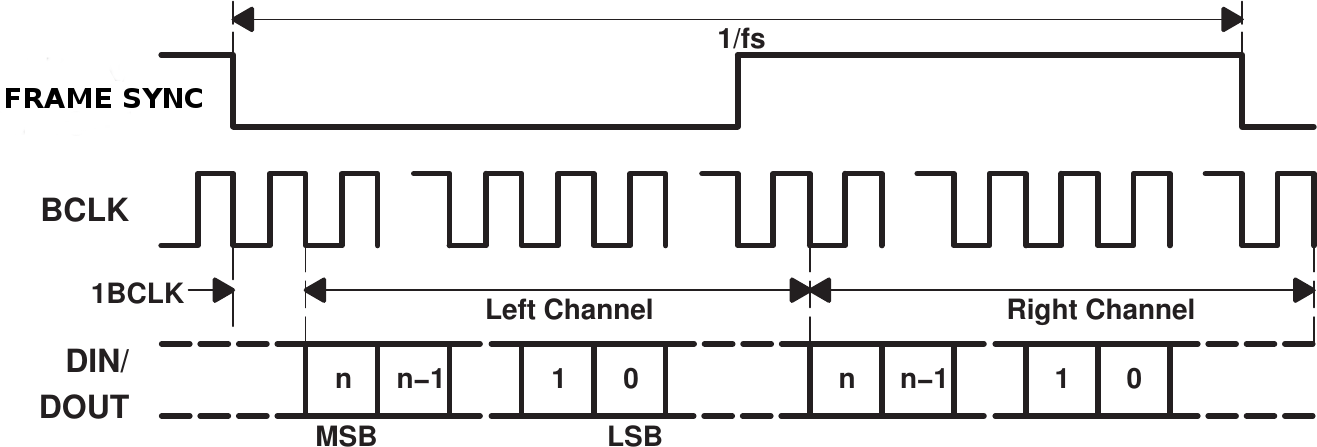 1/fs
FRAME SYNC
BCLK
1BCLK
Left Channel
Right Channel
DIN/
DOUT
n n−1 1 0 n n−1 1 0
MSB LSB